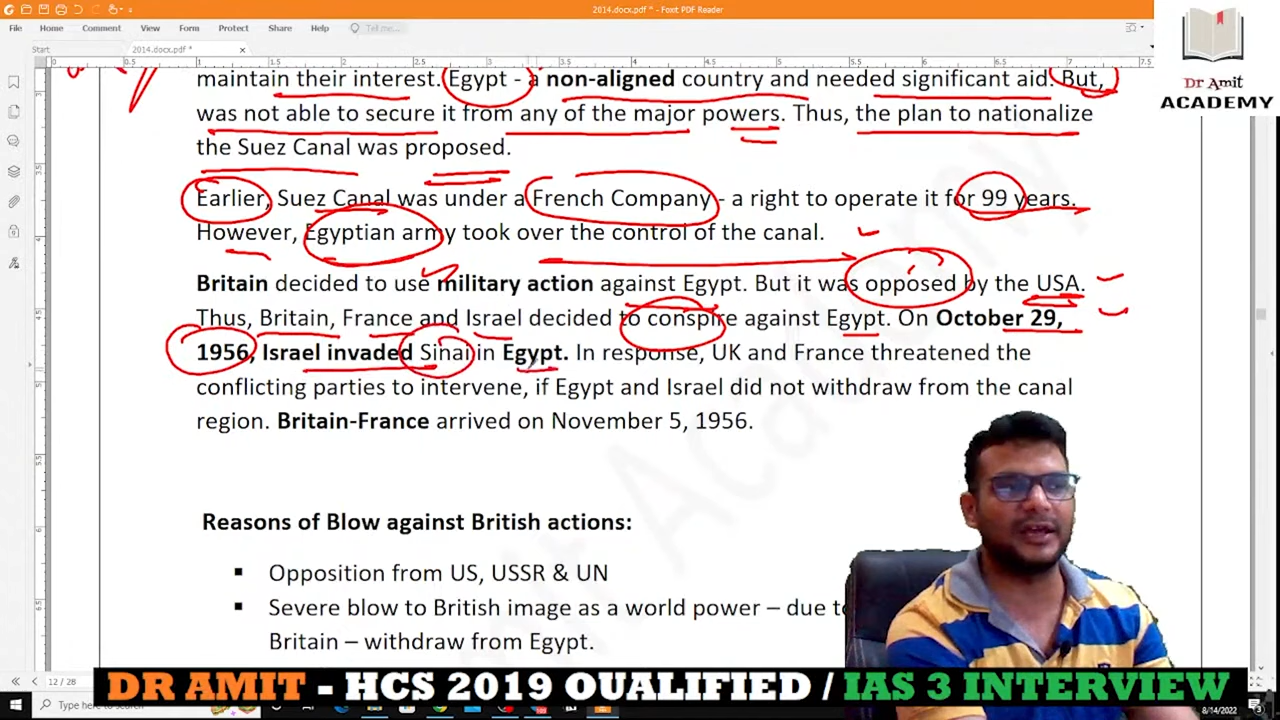 2014.docx.pdf * - Foxit PDF Reader
File Home Comment View Form Protect Share Help Tell me...
Start 2014.docx.pdf *
Dr Amit
ACADEMY
maintain their interest. Egypt - a non-aligned country and needed significant aid. But,
was not able to secure it from any of the major powers. Thus, the plan to nationalize
the Suez Canal was proposed.
Earlier, Suez Canal was under a French Company - a right to operate it for 99 years.
However, Egyptian army took over the control of the canal.
Britain decided to use military action against Egypt. But it was opposed by the USA.
Thus, Britain, France and Israel decided to conspire against Egypt. On October 29,
1956, Israel invaded Sinai in Egypt. In response, UK and France threatened the
conflicting parties to intervene, if Egypt and Israel did not withdraw from the canal
region. Britain-France arrived on November 5, 1956.
Reasons of Blow against British actions:
▪ Opposition from US, USSR & UN
▪ Severe blow to British image as a world power – due to
Britain – withdraw from Egypt.
12 / 28
DR AMIT - HCS 2019 QUALIFIED / IAS 3 INTERVIEW
Type here to search
8/14/2022